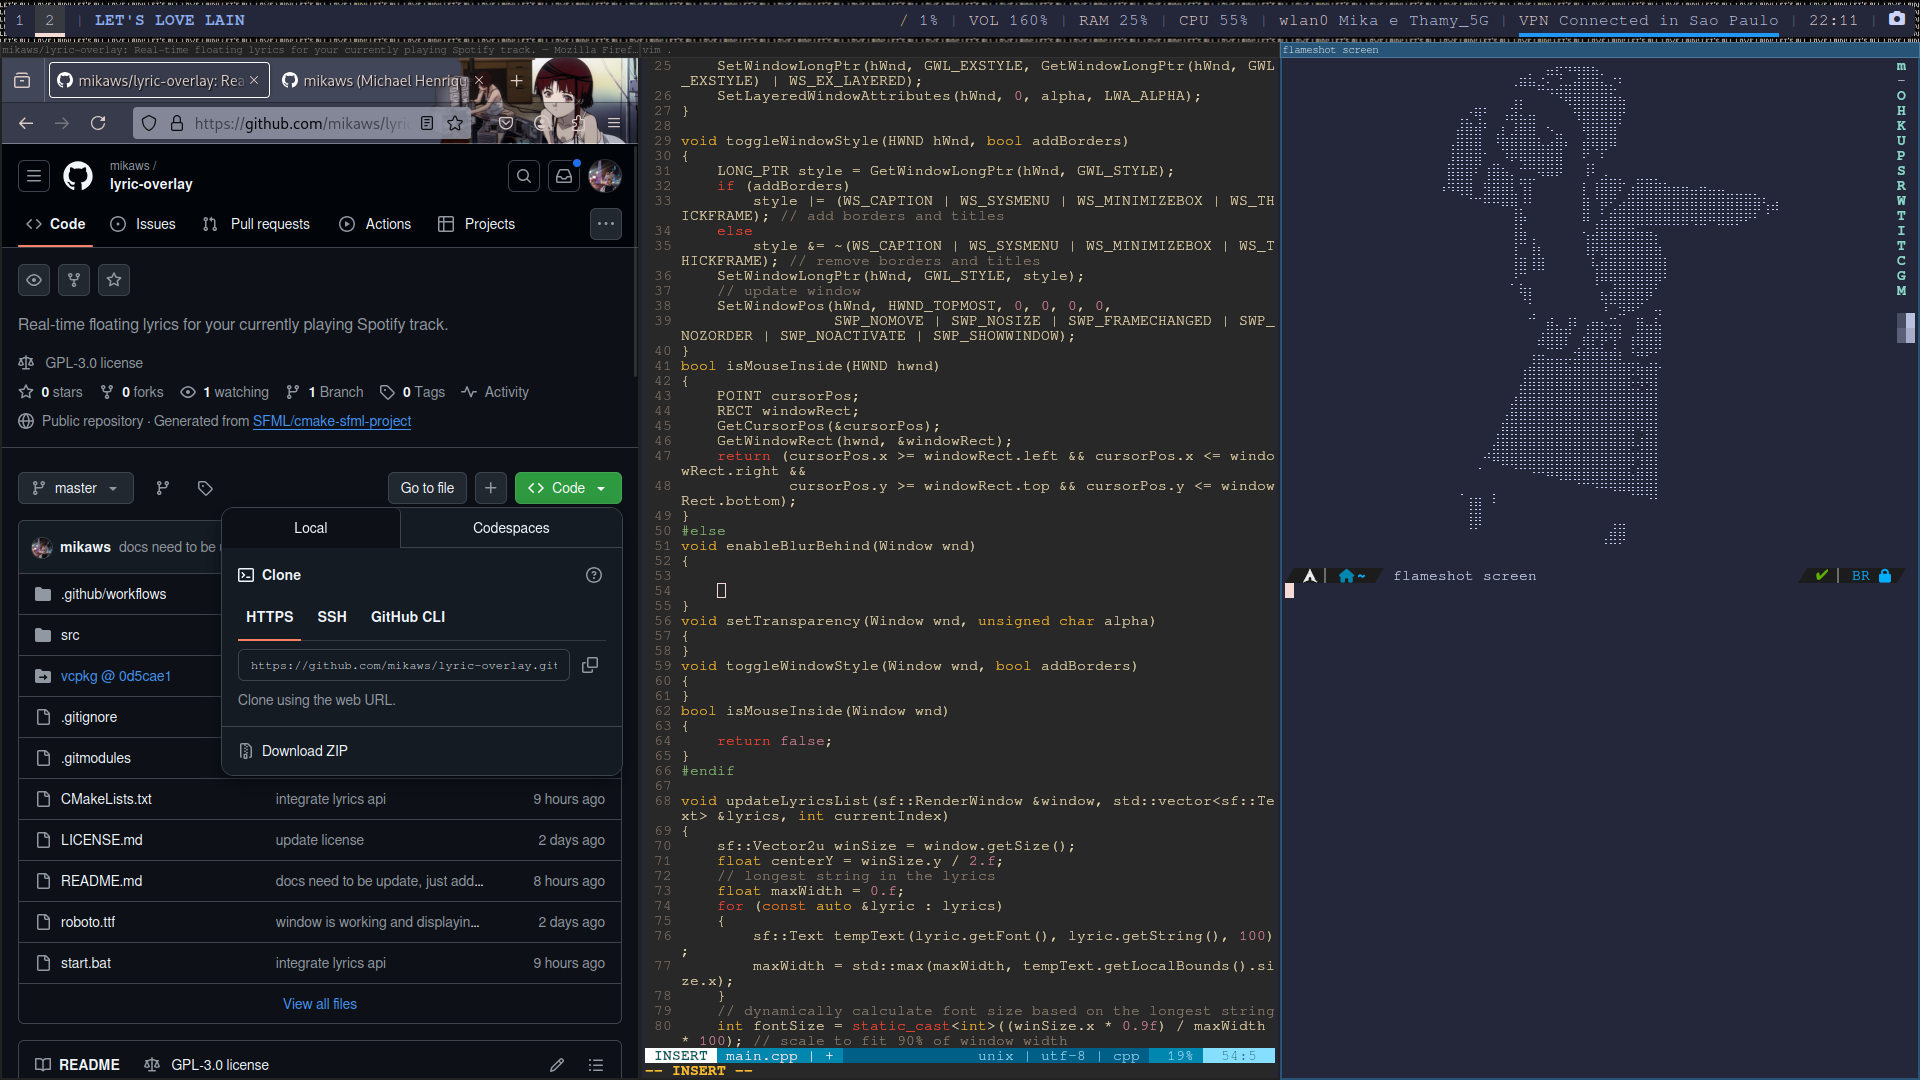 1 2 | LET'S LOVE LAIN
/ 1% | VOL 160% | RAM 25% | CPU 55% | wlan0 Mika e Thamy_5G | VPN Connected in Sao Paulo | 22:11 |
mikaws/lyric-overlay: Real-time floating lyrics for your currently playing Spotify track. — Mozilla Firef…
mikaws/lyric-overlay: Rea
mikaws (Michael Henriqu
https://github.com/mikaws/lyric
mikaws /
lyric-overlay
Code
Issues
Pull requests
Actions
Projects
Real-time floating lyrics for your currently playing Spotify track.
GPL-3.0 license
0 stars 0 forks 1 watching 1 Branch 0 Tags Activity
Public repository · Generated from SFML/cmake-sfml-project
master
Go to file
Code
mikaws docs need to be
Local
Codespaces
Clone
HTTPS SSH GitHub CLI
https://github.com/mikaws/lyric-overlay.git
Clone using the web URL.
Download ZIP
.github/workflows
src
vcpkg @ 0d5cae1
.gitignore
.gitmodules
CMakeLists.txt integrate lyrics api 9 hours ago
LICENSE.md update license 2 days ago
README.md docs need to be update, just add… 8 hours ago
roboto.ttf window is working and displayin… 2 days ago
start.bat integrate lyrics api 9 hours ago
View all files
README GPL-3.0 license
vim .
25 SetWindowLongPtr(hWnd, GWL_EXSTYLE, GetWindowLongPtr(hWnd, GWL
_EXSTYLE) | WS_EX_LAYERED);
26 SetLayeredWindowAttributes(hWnd, 0, alpha, LWA_ALPHA);
27 }
28
29 void toggleWindowStyle(HWND hWnd, bool addBorders)
30 {
31 LONG_PTR style = GetWindowLongPtr(hWnd, GWL_STYLE);
32 if (addBorders)
33 style |= (WS_CAPTION | WS_SYSMENU | WS_MINIMIZEBOX | WS_TH
ICKFRAME); // add borders and titles
34 else
35 style &= ~(WS_CAPTION | WS_SYSMENU | WS_MINIMIZEBOX | WS_T
HICKFRAME); // remove borders and titles
36 SetWindowLongPtr(hWnd, GWL_STYLE, style);
37 // update window
38 SetWindowPos(hWnd, HWND_TOPMOST, 0, 0, 0, 0,
39 SWP_NOMOVE | SWP_NOSIZE | SWP_FRAMECHANGED | SWP_
NOZORDER | SWP_NOACTIVATE | SWP_SHOWWINDOW);
40 }
41 bool isMouseInside(HWND hwnd)
42 {
43 POINT cursorPos;
44 RECT windowRect;
45 GetCursorPos(&cursorPos);
46 GetWindowRect(hwnd, &windowRect);
47 return (cursorPos.x >= windowRect.left && cursorPos.x <= windo
wRect.right &&
48 cursorPos.y >= windowRect.top && cursorPos.y <= window
Rect.bottom);
49 }
50 #else
51 void enableBlurBehind(Window wnd)
52 {
53
54
55 }
56 void setTransparency(Window wnd, unsigned char alpha)
57 {
58 }
59 void toggleWindowStyle(Window wnd, bool addBorders)
60 {
61 }
62 bool isMouseInside(Window wnd)
63 {
64 return false;
65 }
66 #endif
67
68 void updateLyricsList(sf::RenderWindow &window, std::vector<sf::Te
xt> &lyrics, int currentIndex)
69 {
70 sf::Vector2u winSize = window.getSize();
71 float centerY = winSize.y / 2.f;
72 // longest string in the lyrics
73 float maxWidth = 0.f;
74 for (const auto &lyric : lyrics)
75 {
76 sf::Text tempText(lyric.getFont(), lyric.getString(), 100)
;
77 maxWidth = std::max(maxWidth, tempText.getLocalBounds().si
ze.x);
78 }
79 // dynamically calculate font size based on the longest string
80 int fontSize = static_cast<int>((winSize.x * 0.9f) / maxWidth
* 100); // scale to fit 90% of window width
INSERT main.cpp | + unix | utf-8 | cpp 19% 54:5
-- INSERT --
flameshot screen
m
-
O
H
K
U
P
S
R
W
T
I
T
C
G
M
~ flameshot screen ✔ | BR